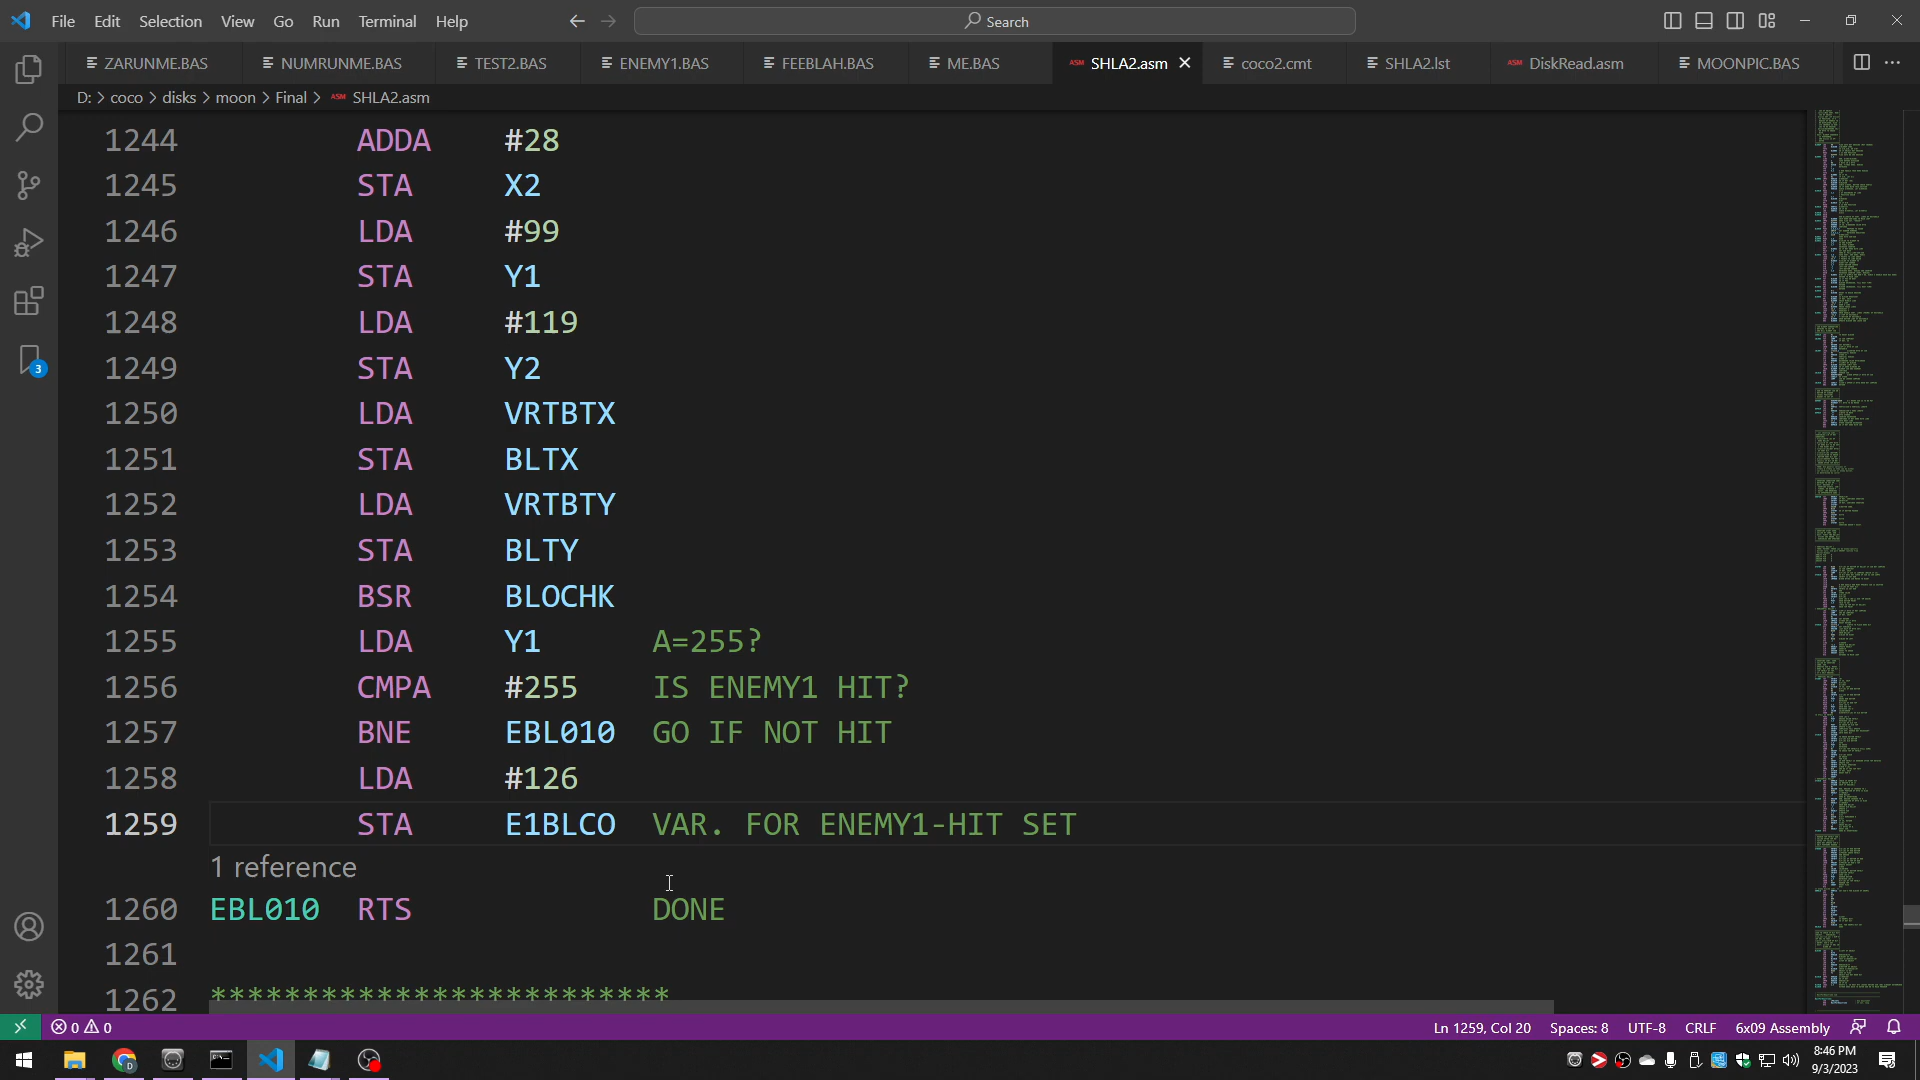 File Edit Selection View Go Run Terminal Help Search
ZARUNME.BAS NUMRUNME.BAS TEST2.BAS ENEMY1.BAS FEEBLAH.BAS ME.BAS ASM SHLA2.asm coco2.cmt SHLA2.lst ASM DiskRead.asm MOONPIC.BAS
D: > coco > disks > moon > Final > ASM SHLA2.asm
1244 ADDA #28
1245 STA X2
1246 LDA #99
1247 STA Y1
1248 LDA #119
1249 STA Y2
1250 LDA VRTBTX
1251 STA BLTX
1252 LDA VRTBTY
1253 STA BLTY
1254 BSR BLOCHK
1255 LDA Y1 A=255?
1256 CMPA #255 IS ENEMY1 HIT?
1257 BNE EBL010 GO IF NOT HIT
1258 LDA #126
1259 STA E1BLCO VAR. FOR ENEMY1-HIT SET
1 reference
1260 EBL010 RTS DONE
1261
1262 *************************
3
0 0 Ln 1259, Col 20 Spaces: 8 UTF-8 CRLF 6x09 Assembly
8:46 PM
9/3/2023